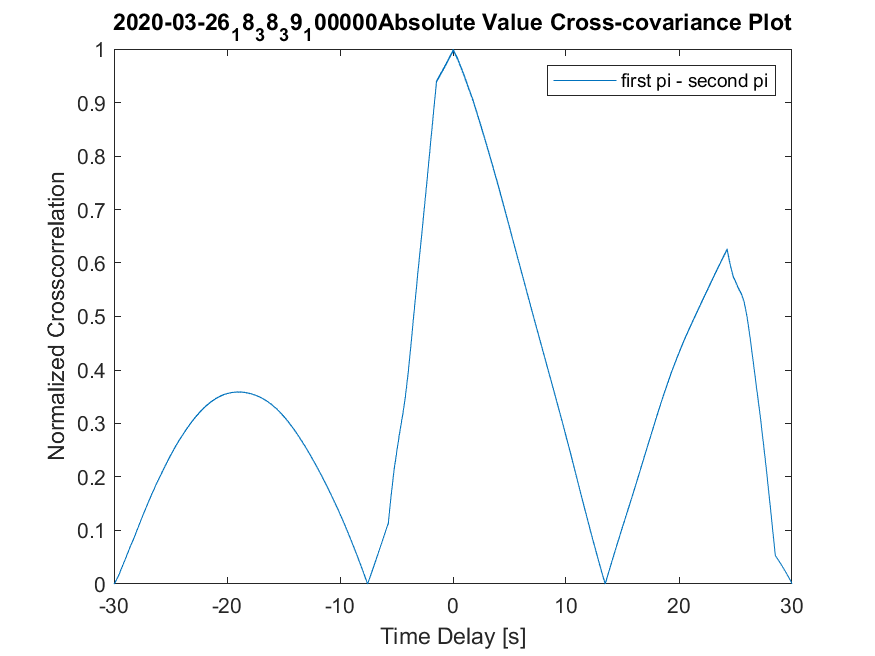 2020-03-26₁8₃8₃9₁00000Absolute Value Cross-covariance Plot
first pi - second pi
Normalized Crosscorrelation
1
0.9
0.8
0.7
0.6
0.5
0.4
0.3
0.2
0.1
0
-30 -20 -10 0 10 20 30
Time Delay [s]